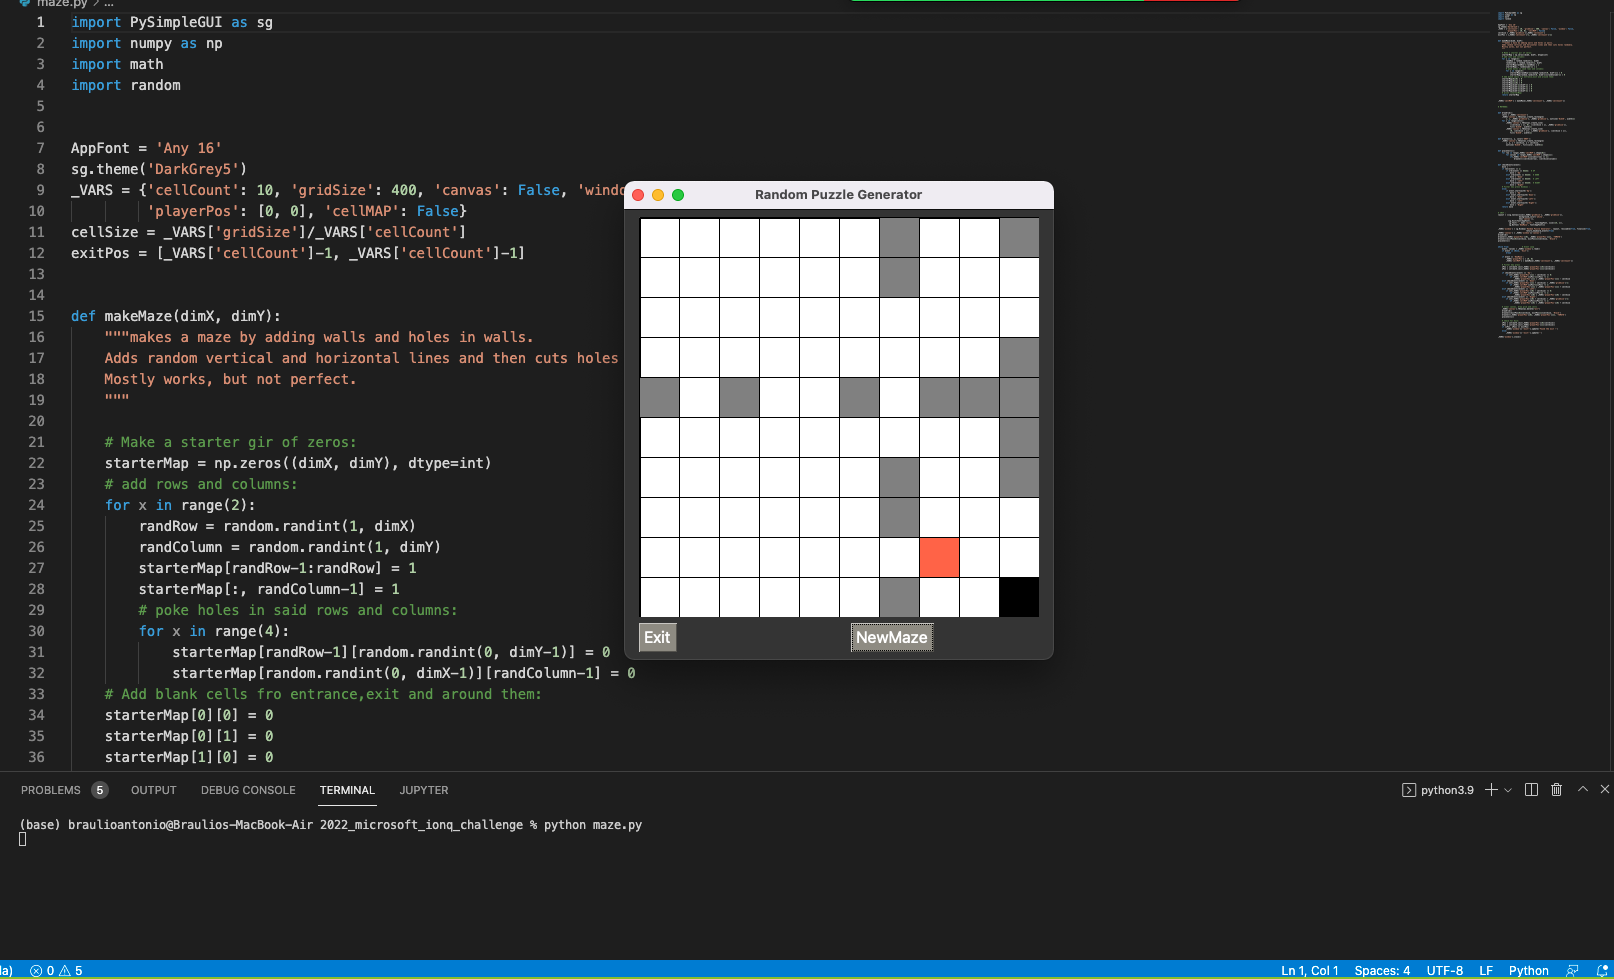 maze.py > ...
1 import PySimpleGUI as sg
2 import numpy as np
3 import math
4 import random
5
6
7 AppFont = 'Any 16'
8 sg.theme('DarkGrey5')
9 _VARS = {'cellCount': 10, 'gridSize': 400, 'canvas': False, 'windo
10 'playerPos': [0, 0], 'cellMAP': False}
11 cellSize = _VARS['gridSize']/_VARS['cellCount']
12 exitPos = [_VARS['cellCount']-1, _VARS['cellCount']-1]
13
14
15 def makeMaze(dimX, dimY):
16 """makes a maze by adding walls and holes in walls.
17 Adds random vertical and horizontal lines and then cuts holes
18 Mostly works, but not perfect.
19 """
20
21 # Make a starter gir of zeros:
22 starterMap = np.zeros((dimX, dimY), dtype=int)
23 # add rows and columns:
24 for x in range(2):
25 randRow = random.randint(1, dimX)
26 randColumn = random.randint(1, dimY)
27 starterMap[randRow-1:randRow] = 1
28 starterMap[:, randColumn-1] = 1
29 # poke holes in said rows and columns:
30 for x in range(4):
31 starterMap[randRow-1][random.randint(0, dimY-1)] = 0
32 starterMap[random.randint(0, dimX-1)][randColumn-1] = 0
33 # Add blank cells fro entrance,exit and around them:
34 starterMap[0][0] = 0
35 starterMap[0][1] = 0
36 starterMap[1][0] = 0
Random Puzzle Generator
Exit NewMaze
PROBLEMS 5 OUTPUT DEBUG CONSOLE TERMINAL JUPYTER python3.9
(base) braulioantonio@Braulios-MacBook-Air 2022_microsoft_ionq_challenge % python maze.py
la) 0 5 Ln 1, Col 1 Spaces: 4 UTF-8 LF Python